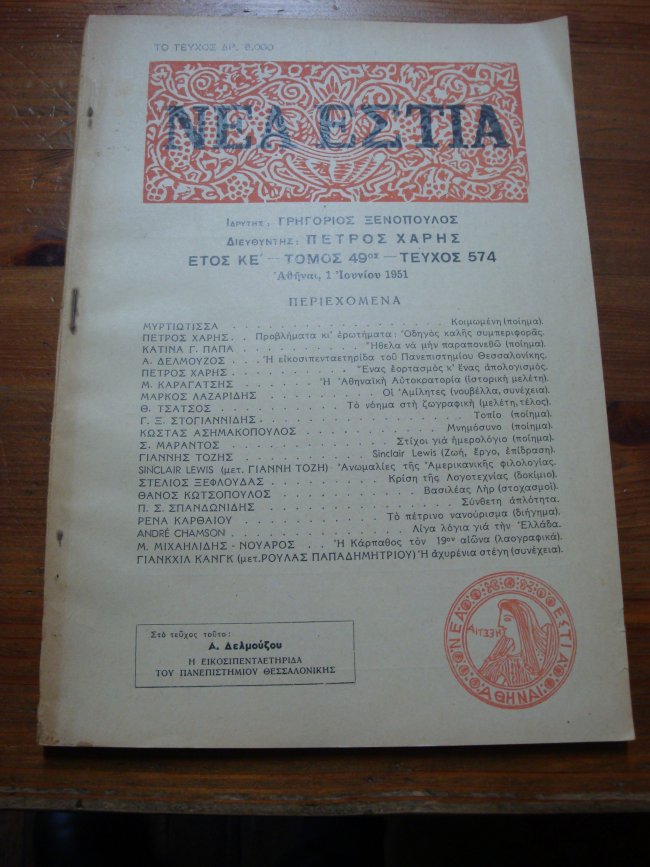 ΤΟ ΤΕΥΧΟΣ ΔΡ. 6,000
ΝΕΑ ΕΣΤΙΑ
ΙΔΡΥΤΗΣ: ΓΡΗΓΟΡΙΟΣ ΞΕΝΟΠΟΥΛΟΣ
ΔΙΕΥΘΥΝΤΗΣ: ΠΕΤΡΟΣ ΧΑΡΗΣ
ΕΤΟΣ ΚΕ΄ — ΤΟΜΟΣ 49ος — ΤΕΥΧΟΣ 574
Ἀθῆναι, 1 Ἰουνίου 1951
ΠΕΡΙΕΧΟΜΕΝΑ
ΜΥΡΤΙΩΤΙΣΣΑ . . . . . Κοιμωμένη (ποίημα).
ΠΕΤΡΟΣ ΧΑΡΗΣ . . Προβλήματα κι' ἐρωτήματα: Ὁδηγὸς καλῆς συμπεριφορᾶς.
ΚΑΤΙΝΑ Γ. ΠΑΠΑ . . . . . Ἤθελα νὰ μὴν παραπονεθῶ (ποίημα).
Α. ΔΕΛΜΟΥΖΟΣ . . . Ἡ εἰκοσιπενταετηρίδα τοῦ Πανεπιστημίου Θεσσαλονίκης.
ΠΕΤΡΟΣ ΧΑΡΗΣ . . . . . Ἕνας ἑορτασμὸς κ' ἕνας ἀπολογισμός.
Μ. ΚΑΡΑΓΑΤΣΗΣ . . . . . Ἡ Ἀθηναϊκὴ Αὐτοκρατορία (ἱστορικὴ μελέτη).
ΜΑΡΚΟΣ ΛΑΖΑΡΙΔΗΣ . . . . . Οἱ Ἀμίλητες (νουβέλλα, συνέχεια).
Θ. ΤΣΑΤΣΟΣ . . . . . Τὸ νόημα στὴ ζωγραφικὴ (μελέτη, τέλος).
Γ. Ξ. ΣΤΟΓΙΑΝΝΙΔΗΣ . . . . . Τοπίο (ποίημα).
ΚΩΣΤΑΣ ΑΣΗΜΑΚΟΠΟΥΛΟΣ . . . . . Μνημόσυνο (ποίημα).
Σ. ΜΑΡΑΝΤΟΣ . . . . . Στίχοι γιὰ ἡμερολόγιο (ποίημα).
ΓΙΑΝΝΗΣ ΤΟΖΗΣ . . . . . Sinclair Lewis (Ζωή, ἔργο, ἐπίδραση).
SINCLAIR LEWIS (μετ. ΓΙΑΝΝΗ ΤΟΖΗ) Ἀνωμαλίες τῆς Ἀμερικανικῆς φιλολογίας.
ΣΤΕΛΙΟΣ ΞΕΦΛΟΥΔΑΣ . . . . . Κρίση τῆς Λογοτεχνίας (δοκίμιο).
ΘΑΝΟΣ ΚΩΤΣΟΠΟΥΛΟΣ . . . . . Βασιλέας Λὴρ (στοχασμοί).
Π. Σ. ΣΠΑΝΔΩΝΙΔΗΣ . . . . . Σύνθετη ἁπλότητα.
ΡΕΝΑ ΚΑΡΘΑΙΟΥ . . . . . Τὸ πέτρινο νανούρισμα (διήγημα).
ANDRÉ CHAMSON . . . . . Λίγα λόγια γιὰ τὴν Ἑλλάδα.
Μ. ΜΙΧΑΗΛΙΔΗΣ - ΝΟΥΑΡΟΣ . . Ἡ Κάρπαθος τὸν 19ον αἰῶνα (λαογραφικά).
ΓΙΑΝΚΧΙΛ ΚΑΝΓΚ (μετ. ΡΟΥΛΑΣ ΠΑΠΑΔΗΜΗΤΡΙΟΥ) Ἡ ἀχυρένια στέγη (συνέχεια).
Στὸ τεῦχος τοῦτο:
Α. Δελμούζου
Η ΕΙΚΟΣΙΠΕΝΤΑΕΤΗΡΙΔΑ
ΤΟΥ ΠΑΝΕΠΙΣΤΗΜΙΟΥ ΘΕΣΣΑΛΟΝΙΚΗΣ
ΝΕΑ ΕΣΤΙΑ
ΑΘΗΝΑΙ